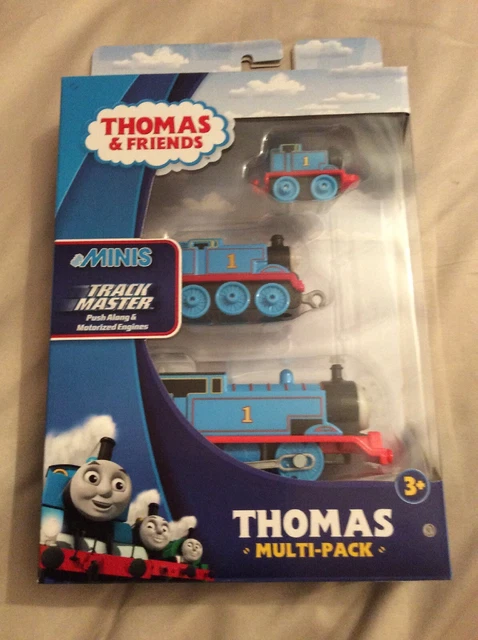 THOMAS
& FRIENDS
1
MINIS
1
TRACK
MASTER
Push Along &
Motorized Engines
1
3+
THOMAS
MULTI-PACK